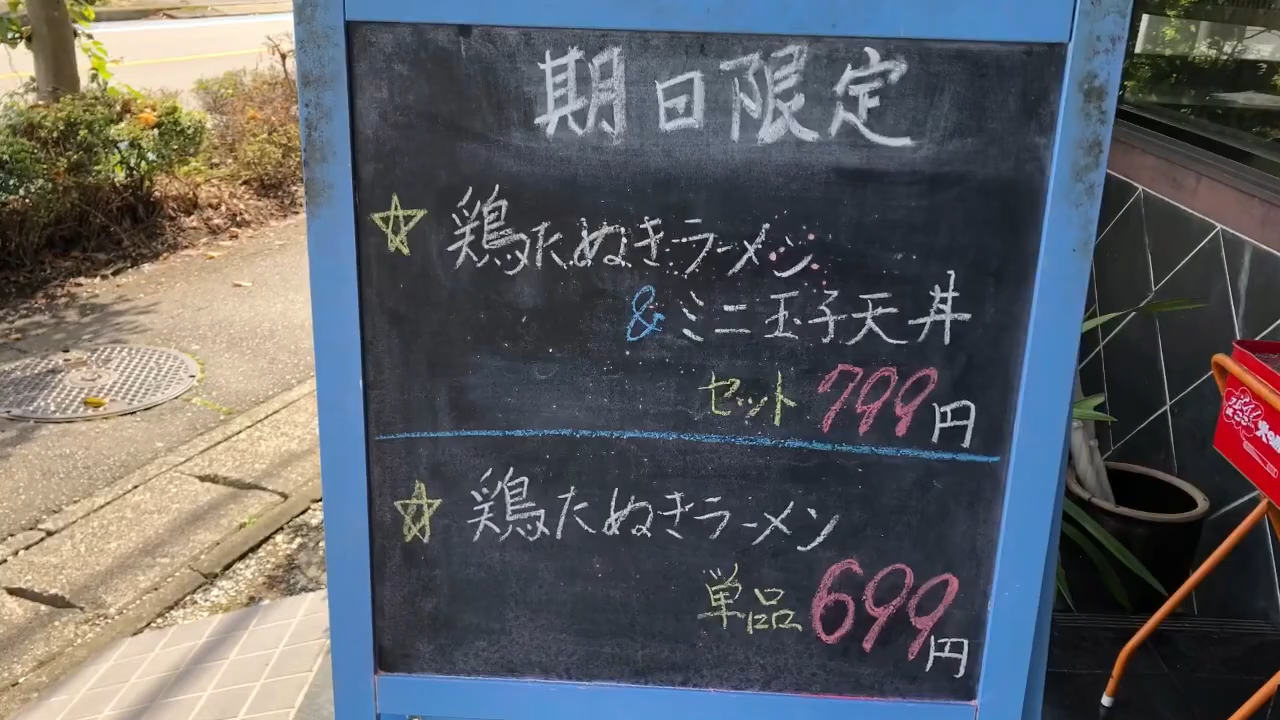 期日限定
☆ 鶏たぬきラーメン
& ミニ玉子天丼
セット 799円
☆ 鶏たぬきラーメン
単品 699円